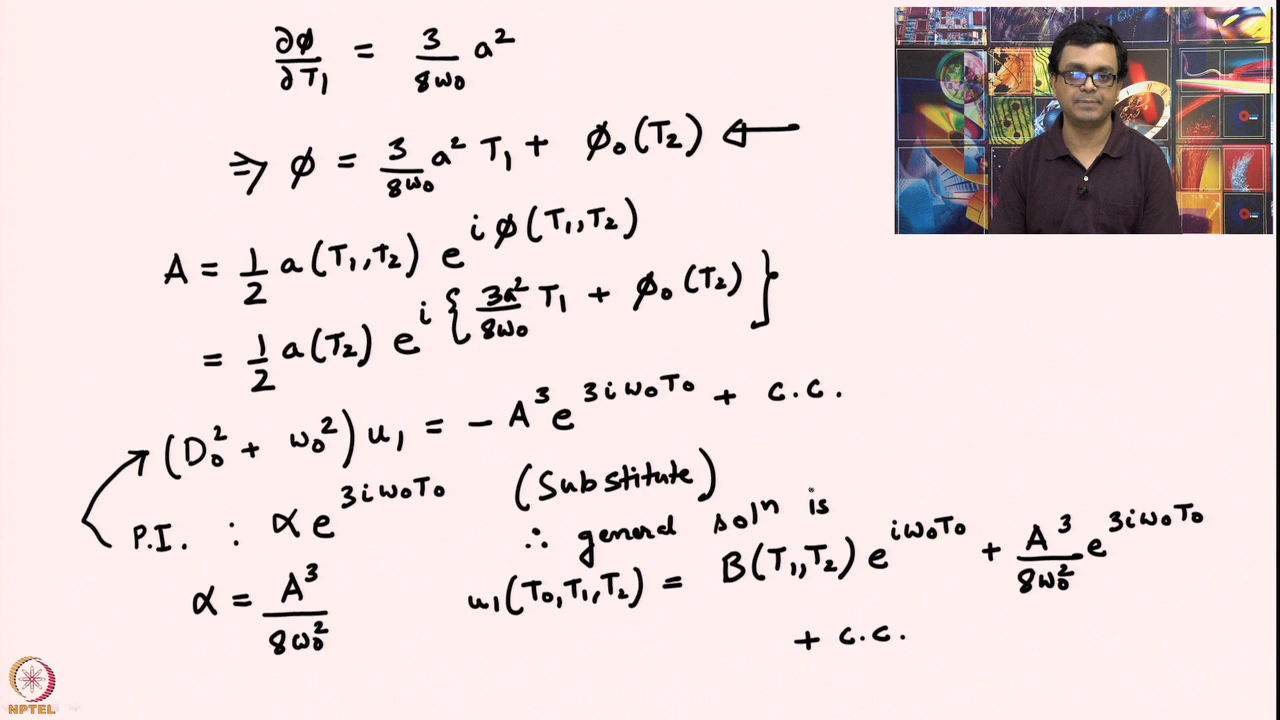 ∂φ/∂T₁ = 3/8ω₀ a²
⇒ φ = 3/8ω₀ a² T₁ + φ₀(T₂) ⟵
A = 1/2 a(T₁,T₂) e^{iφ(T₁,T₂)}
= 1/2 a(T₂) e^{i{3a²/8ω₀ T₁ + φ₀(T₂)}}
(D₀² + ω₀²)u₁ = - A³e^{3iω₀T₀} + c.c.
P.I. : αe^{3iω₀T₀} (Substitute)
α = A³/8ω₀²
∴ general solⁿ is
u₁(T₀,T₁,T₂) = B(T₁,T₂)e^{iω₀T₀} + A³/8ω₀² e^{3iω₀T₀}
+ c.c.
NPTEL